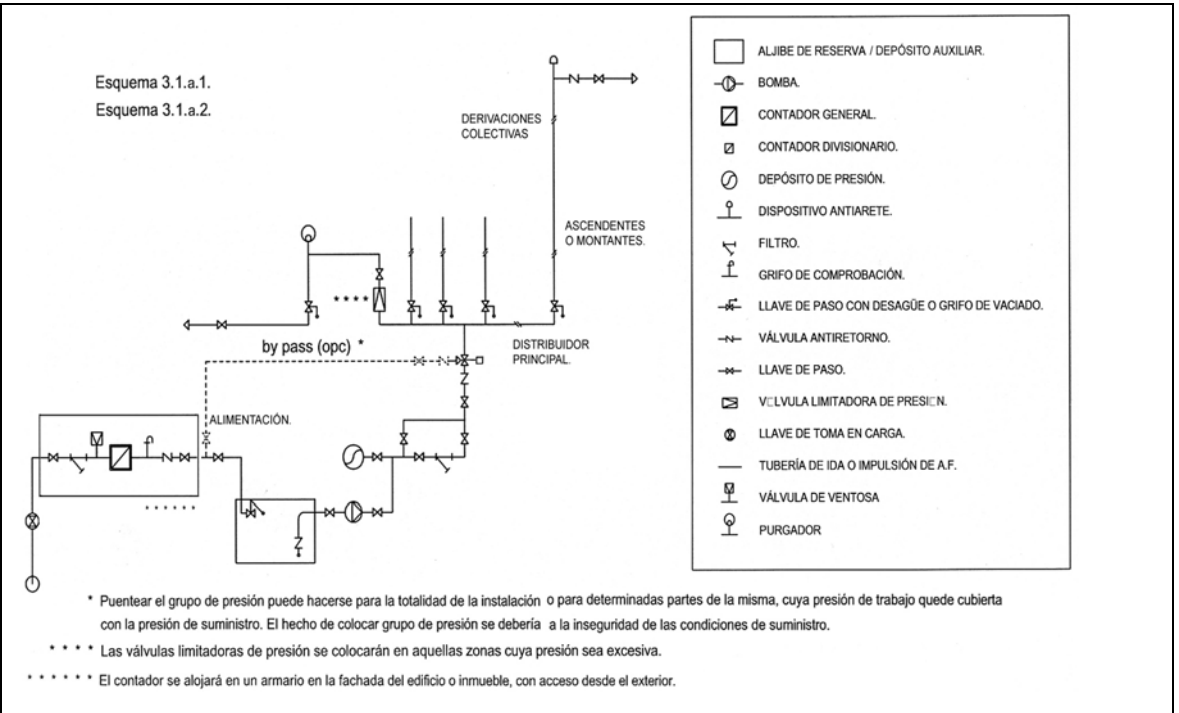 Esquema 3.1.a.1.
Esquema 3.1.a.2.
DERIVACIONES
COLECTIVAS
ASCENDENTES
O MONTANTES.
* * * *
by pass (opc) *
DISTRIBUIDOR
PRINCIPAL.
ALIMENTACIÓN.
* * * * * *
ALJIBE DE RESERVA / DEPÓSITO AUXILIAR.
BOMBA.
CONTADOR GENERAL.
CONTADOR DIVISIONARIO.
DEPÓSITO DE PRESIÓN.
DISPOSITIVO ANTIARETE.
FILTRO.
GRIFO DE COMPROBACIÓN.
LLAVE DE PASO CON DESAGÜE O GRIFO DE VACIADO.
VÁLVULA ANTIRETORNO.
LLAVE DE PASO.
V□LVULA LIMITADORA DE PRESI□N.
LLAVE DE TOMA EN CARGA.
TUBERÍA DE IDA O IMPULSIÓN DE A.F.
VÁLVULA DE VENTOSA
PURGADOR
* Puentear el grupo de presión puede hacerse para la totalidad de la instalación o para determinadas partes de la misma, cuya presión de trabajo quede cubierta
con la presión de suministro. El hecho de colocar grupo de presión se debería a la inseguridad de las condiciones de suministro.
* * * * Las válvulas limitadoras de presión se colocarán en aquellas zonas cuya presión sea excesiva.
* * * * * * El contador se alojará en un armario en la fachada del edificio o inmueble, con acceso desde el exterior.